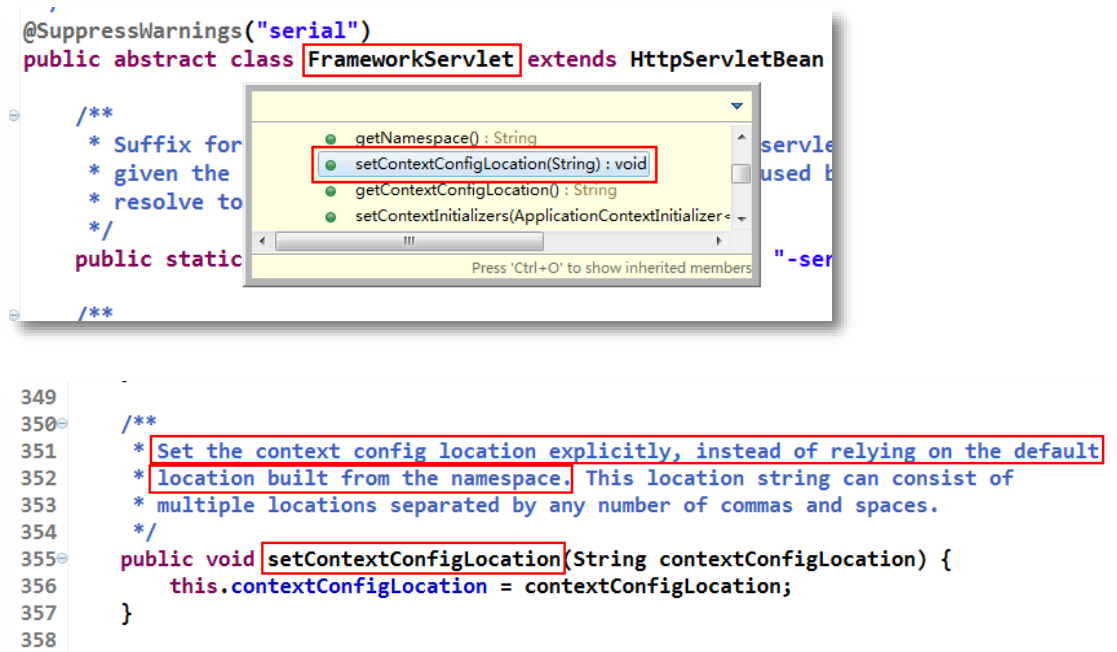 */
@SuppressWarnings("serial")
public abstract class FrameworkServlet extends HttpServletBean
/**
* Suffix for
* given the
* resolve to
*/
public static
/**
getNamespace() : String
setContextConfigLocation(String) : void
getContextConfigLocation() : String
setContextInitializers(ApplicationContextInitializer<
Press 'Ctrl+O' to show inherited members
servle
used b
"-ser
349
350 /**
351 * Set the context config location explicitly, instead of relying on the default
352 * location built from the namespace. This location string can consist of
353 * multiple locations separated by any number of commas and spaces.
354 */
355 public void setContextConfigLocation(String contextConfigLocation) {
356 this.contextConfigLocation = contextConfigLocation;
357 }
358